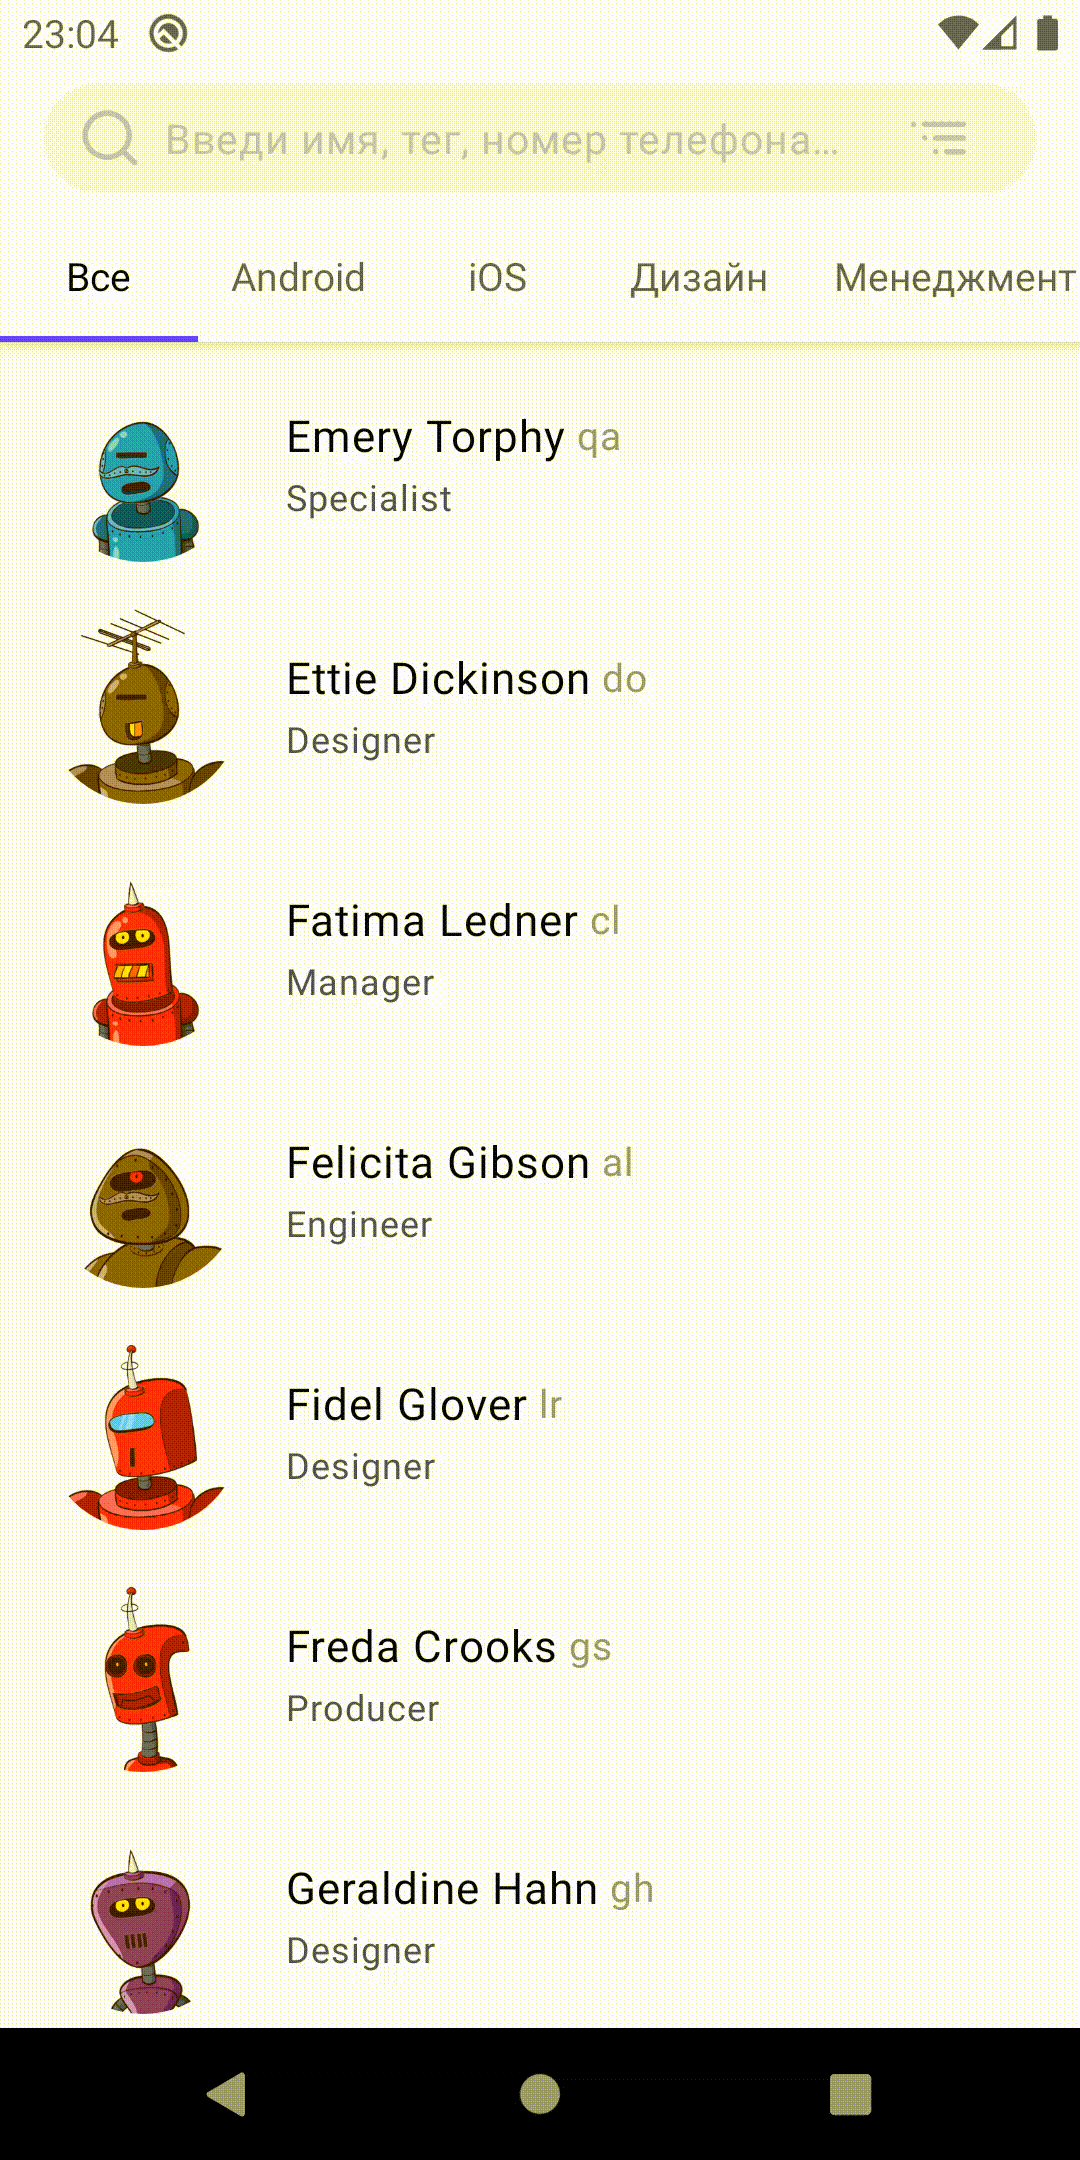 23:04
Введи имя, тег, номер телефона...
Все Android iOS Дизайн Менеджмент
Emery Torphy qa
Specialist
Ettie Dickinson do
Designer
Fatima Ledner cl
Manager
Felicita Gibson al
Engineer
Fidel Glover lr
Designer
Freda Crooks gs
Producer
Geraldine Hahn gh
Designer